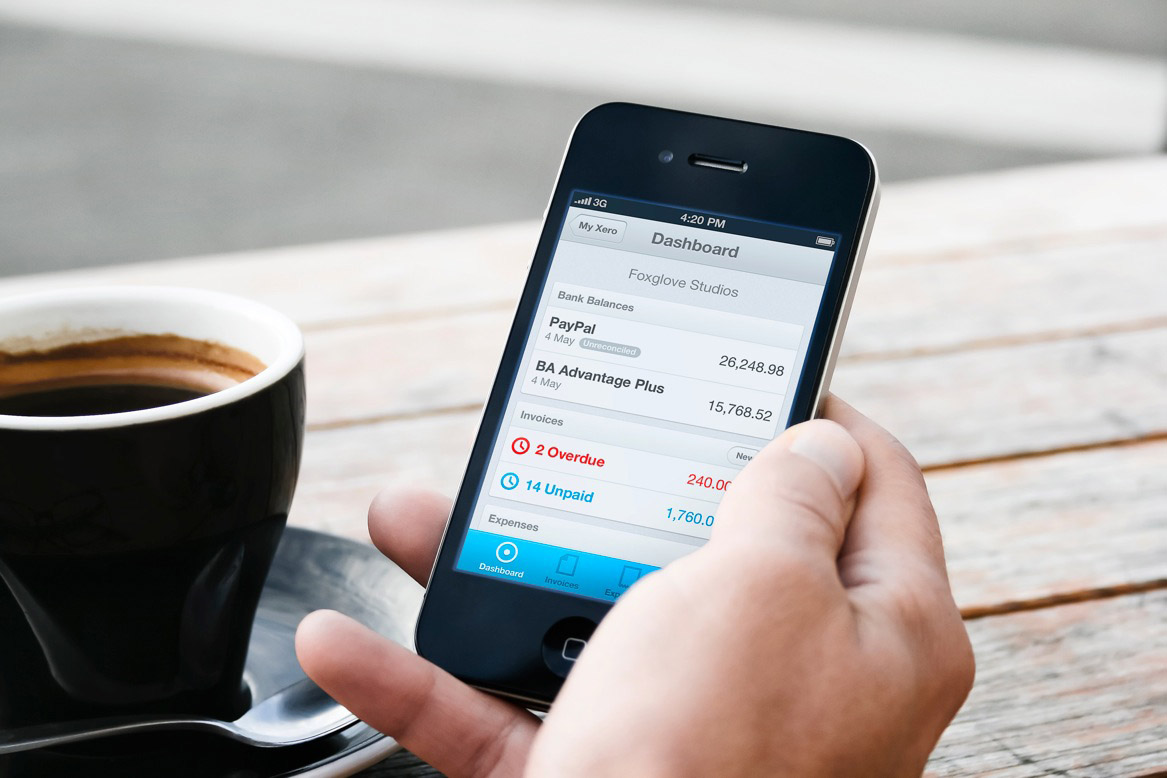 3G 4:20 PM
My Xero Dashboard
Foxglove Studios
Bank Balances
PayPal
4 May Unreconciled 26,248.98
BA Advantage Plus
4 May 15,768.52
Invoices New
2 Overdue 240.00
14 Unpaid 1,760.0
Expenses
Dashboard Invoices